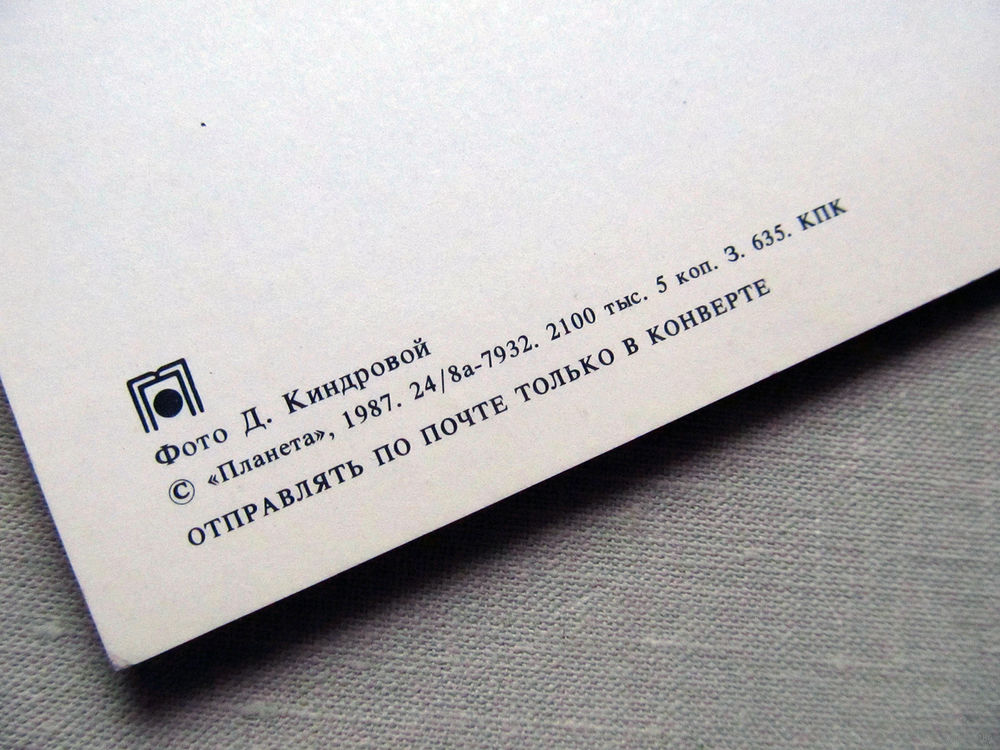 Фото Д. Киндровой
© «Планета», 1987. 24/8а-7932. 2100 тыс. 5 коп. З. 635. КПК
ОТПРАВЛЯТЬ ПО ПОЧТЕ ТОЛЬКО В КОНВЕРТЕ